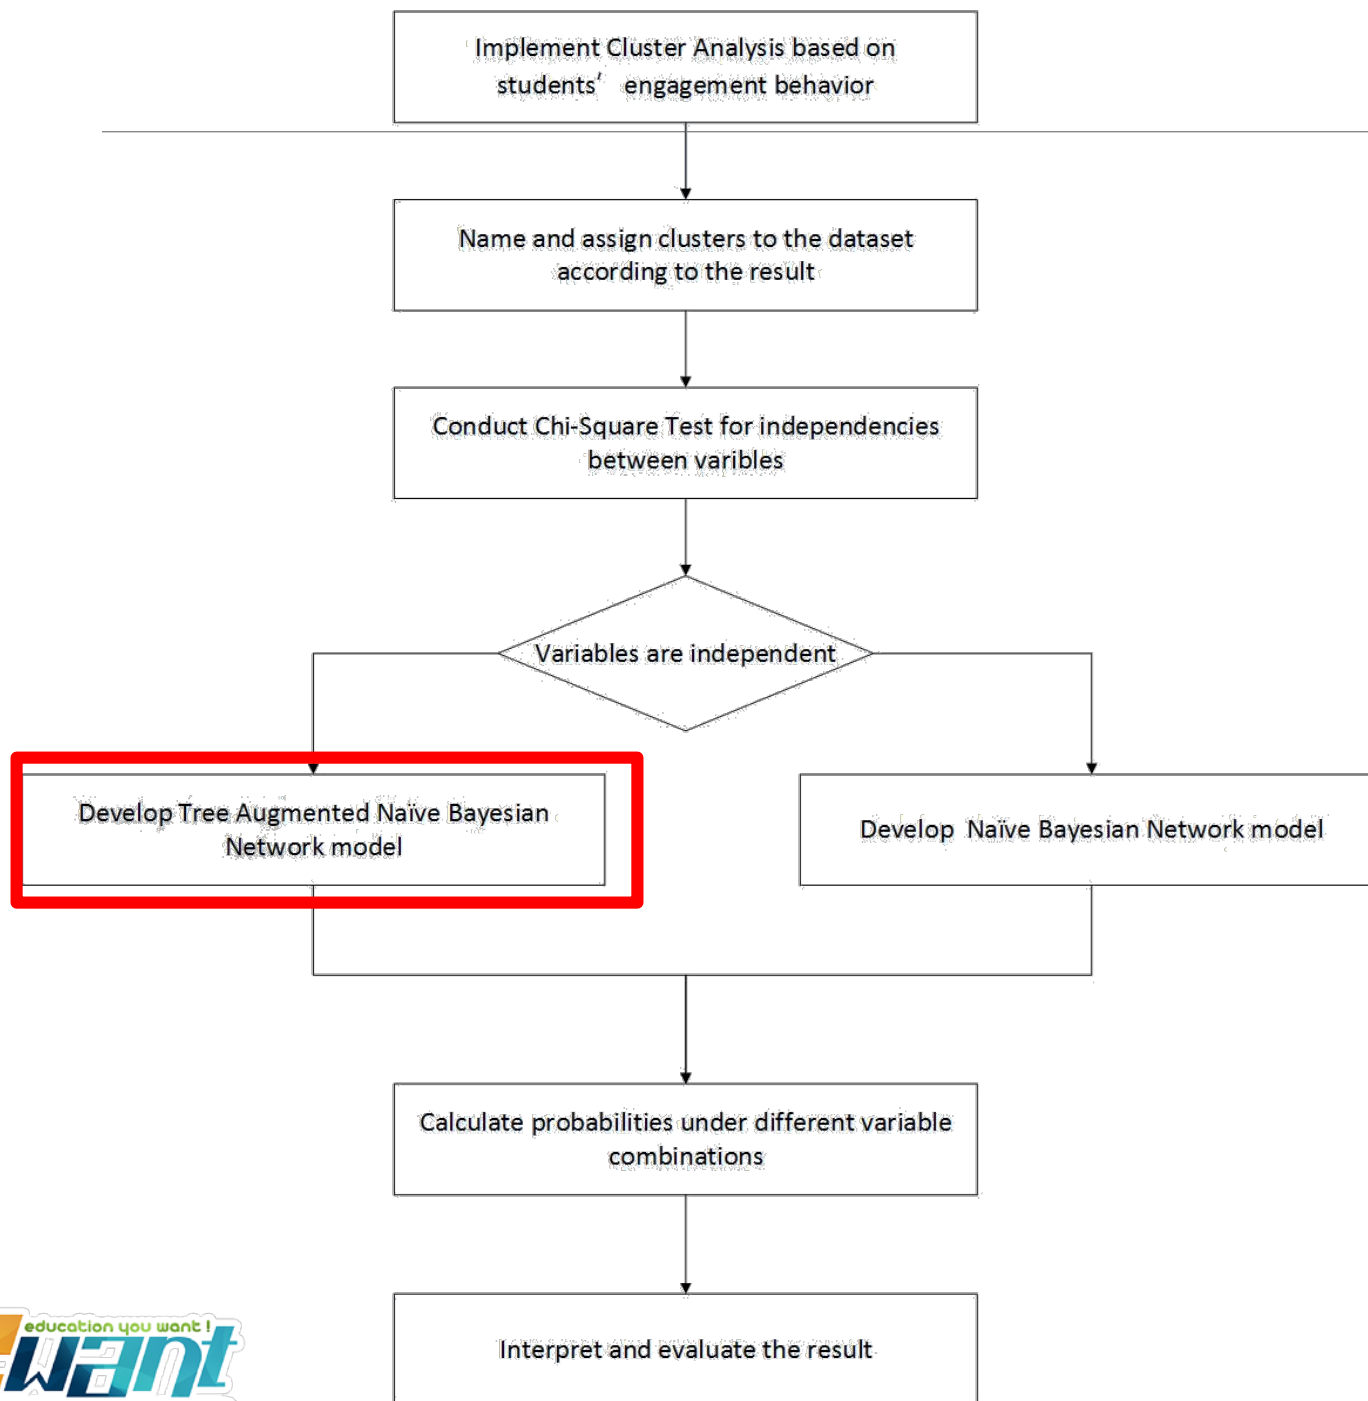 Implement Cluster Analysis based on
students' engagement behavior
Name and assign clusters to the dataset
according to the result
Conduct Chi-Square Test for independencies
between varibles
Variables are independent
Develop Tree Augmented Naïve Bayesian
Network model
Develop Naïve Bayesian Network model
Calculate probabilities under different variable
combinations
Interpret and evaluate the result
education you want !
ewant